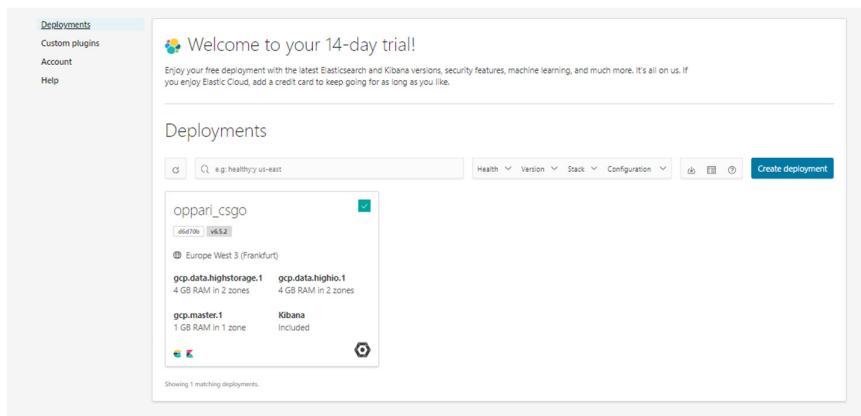 Deployments
Custom plugins
Account
Help
Welcome to your 14-day trial!
Enjoy your free deployment with the latest Elasticsearch and Kibana versions, security features, machine learning, and much more. It's all on us. If
you enjoy Elastic Cloud, add a credit card to keep going for as long as you like.
Deployments
e.g: healthy:y us-east
Health Version Stack Configuration
Create deployment
oppari_csgo
d6d70b v6.5.2
Europe West 3 (Frankfurt)
gcp.data.highstorage.1 gcp.data.highio.1
4 GB RAM in 2 zones 4 GB RAM in 2 zones
gcp.master.1 Kibana
1 GB RAM in 1 zone Included
Showing 1 matching deployments.